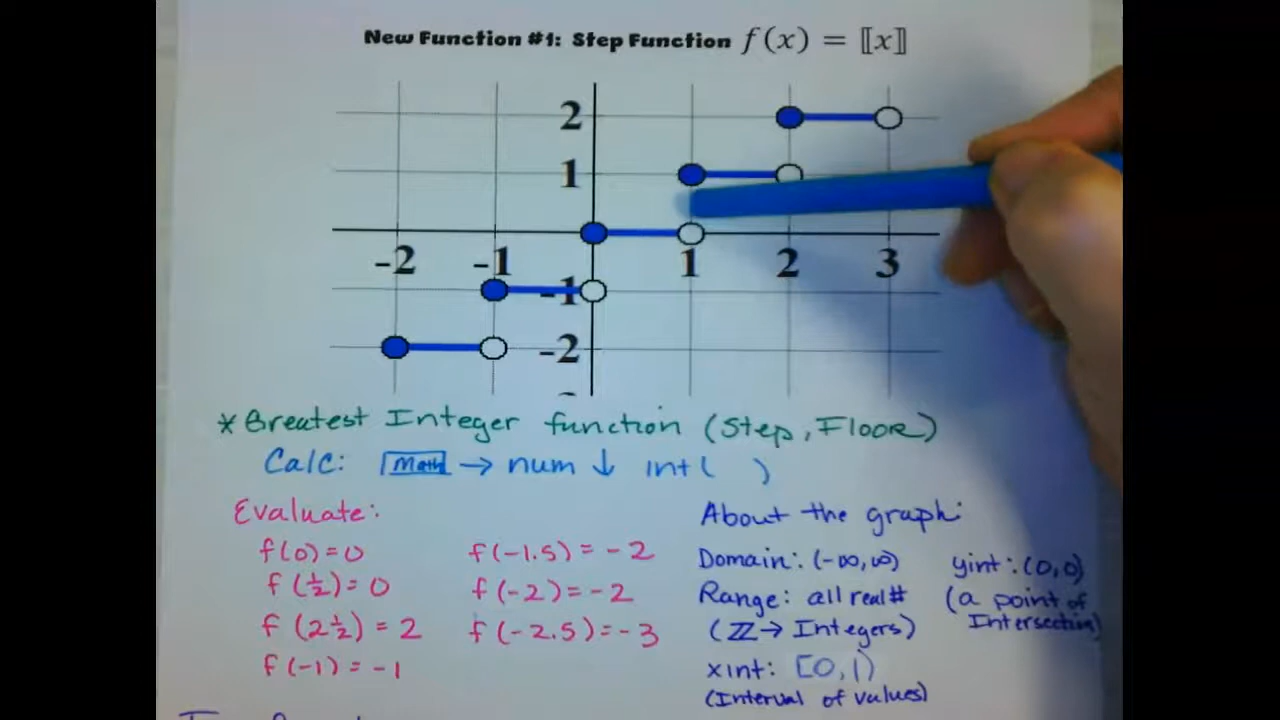 New Function #1: Step Function f(x) = ⟦x⟧
2
1
-2 -1 1 2 3
-1
-2
*Greatest Integer function (Step, Floor)
Calc: Math → num ↓ int( )
Evaluate:
f(0)=0
f(½)=0
f(2½)=2
f(-1)=-1
f(-1.5)=-2
f(-2)=-2
f(-2.5)=-3
About the graph:
Domain: (-∞,∞)
Range: all real#
(ℤ→ Integers)
xint: [0,1)
(Interval of values)
yint: (0,0)
(a point of
Intersection)